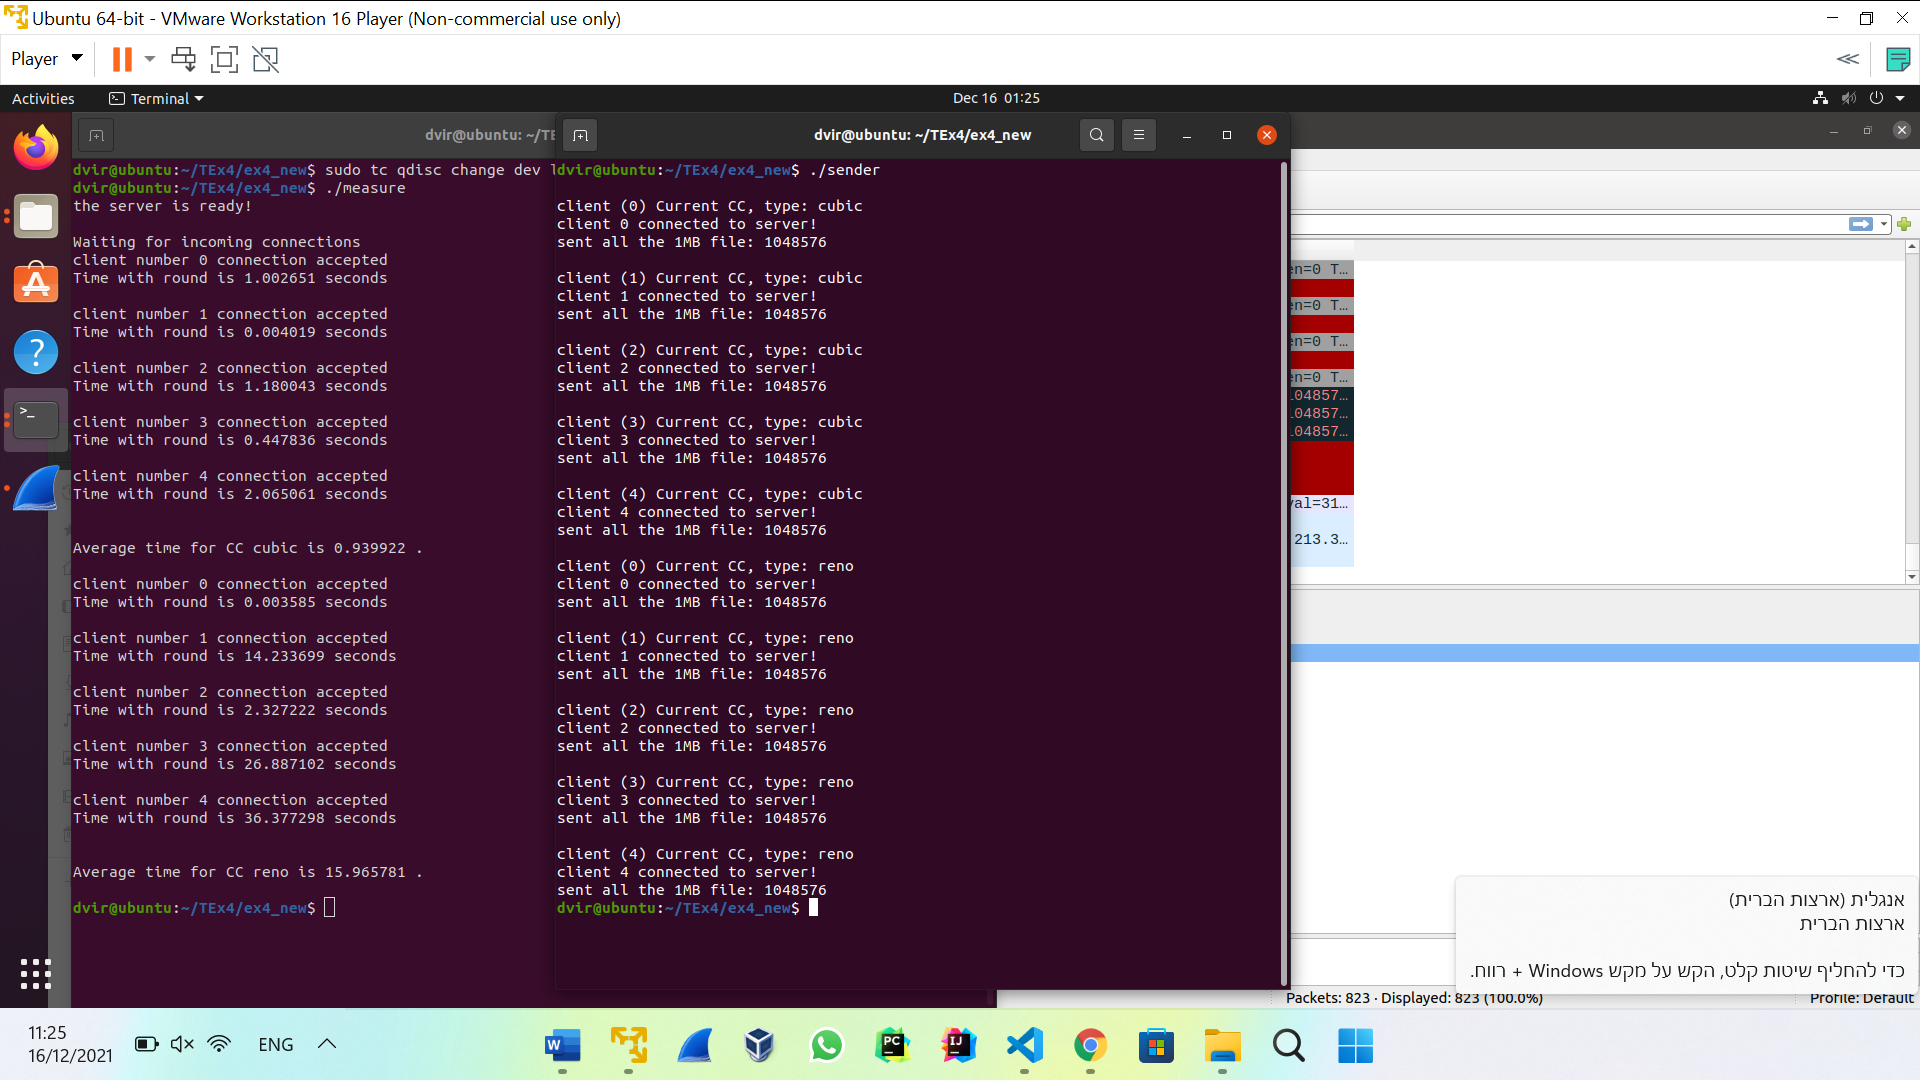 Ubuntu 64-bit - VMware Workstation 16 Player (Non-commercial use only)
Player
Activities
Terminal
Dec 16 01:25
dvir@ubuntu: ~/TE
dvir@ubuntu:~/TEx4/ex4_new$ sudo tc qdisc change dev
dvir@ubuntu:~/TEx4/ex4_new$ ./measure
the server is ready!
Waiting for incoming connections
client number 0 connection accepted
Time with round is 1.002651 seconds
client number 1 connection accepted
Time with round is 0.004019 seconds
client number 2 connection accepted
Time with round is 1.180043 seconds
client number 3 connection accepted
Time with round is 0.447836 seconds
client number 4 connection accepted
Time with round is 2.065061 seconds
Average time for CC cubic is 0.939922 .
client number 0 connection accepted
Time with round is 0.003585 seconds
client number 1 connection accepted
Time with round is 14.233699 seconds
client number 2 connection accepted
Time with round is 2.327222 seconds
client number 3 connection accepted
Time with round is 26.887102 seconds
client number 4 connection accepted
Time with round is 36.377298 seconds
Average time for CC reno is 15.965781 .
dvir@ubuntu:~/TEx4/ex4_new$
dvir@ubuntu: ~/TEx4/ex4_new
dvir@ubuntu:~/TEx4/ex4_new$ ./sender
client (0) Current CC, type: cubic
client 0 connected to server!
sent all the 1MB file: 1048576
client (1) Current CC, type: cubic
client 1 connected to server!
sent all the 1MB file: 1048576
client (2) Current CC, type: cubic
client 2 connected to server!
sent all the 1MB file: 1048576
client (3) Current CC, type: cubic
client 3 connected to server!
sent all the 1MB file: 1048576
client (4) Current CC, type: cubic
client 4 connected to server!
sent all the 1MB file: 1048576
client (0) Current CC, type: reno
client 0 connected to server!
sent all the 1MB file: 1048576
client (1) Current CC, type: reno
client 1 connected to server!
sent all the 1MB file: 1048576
client (2) Current CC, type: reno
client 2 connected to server!
sent all the 1MB file: 1048576
client (3) Current CC, type: reno
client 3 connected to server!
sent all the 1MB file: 1048576
client (4) Current CC, type: reno
client 4 connected to server!
sent all the 1MB file: 1048576
dvir@ubuntu:~/TEx4/ex4_new$
en=0 T…
en=0 T…
en=0 T…
en=0 T…
104857…
104857…
104857…
val=31…
213.3…
אנגלית (ארצות הברית)
ארצות הברית
כדי להחליף שיטות קלט, הקש על מקש Windows + רווח.
Packets: 823 · Displayed: 823 (100.0%)
Profile: Default
11:25
16/12/2021
ENG
W
PC
IJ